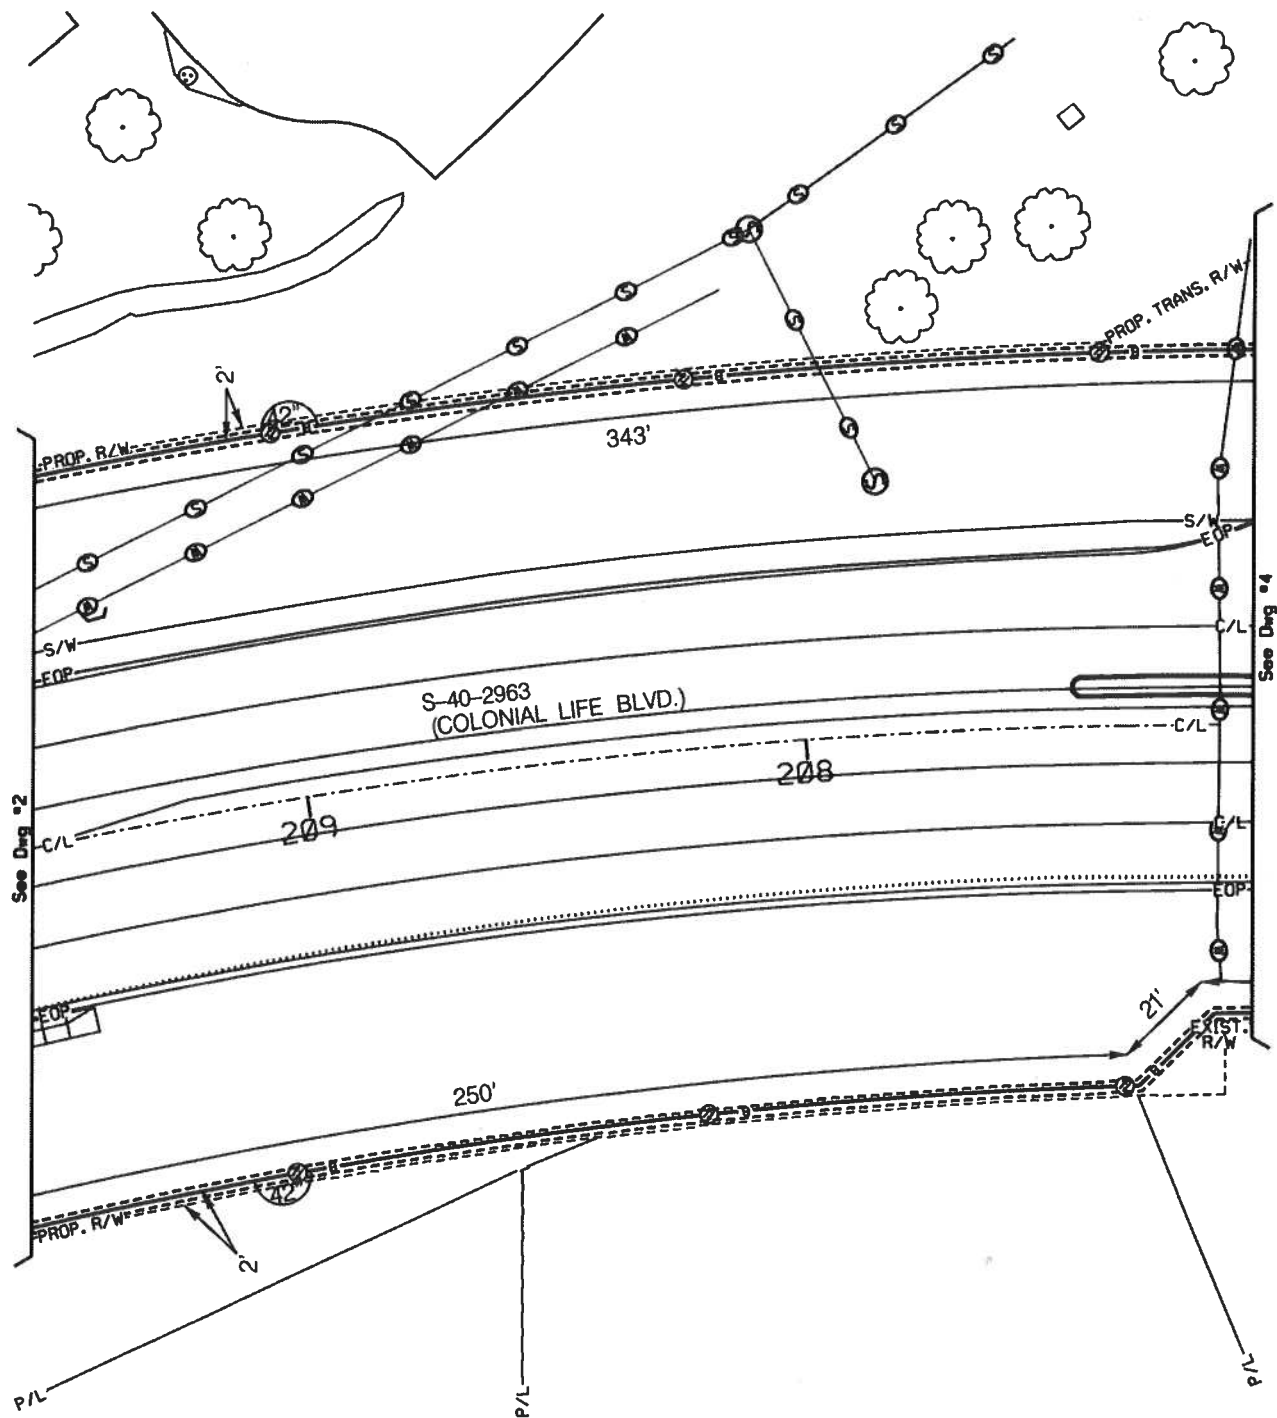 PROP. TRANS. R/W
2'
42"
PROP. R/W
343'
S/W
EOP
See Dwg #4
C/L
S/W
EOP
S-40-2963
(COLONIAL LIFE BLVD.)
C/L
208
209
C/L
See Dwg #2
C/L
EOP
EOP
21'
EXIST.
R/W
250'
42"
PROP. R/W
2'
P/L
P/L
P/L
S
S
S
S
S
S
S
S
S
S
S
S
S
S
W
W
W
W
W
W
W
W
W